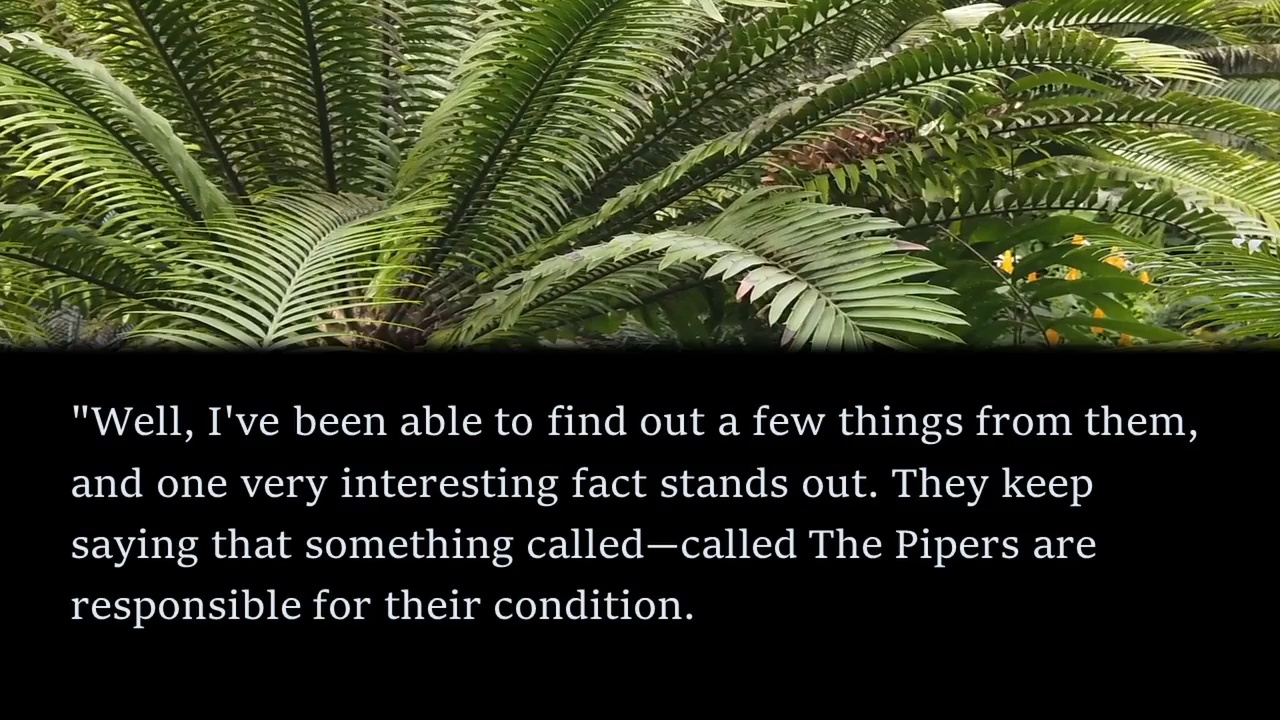 "Well, I've been able to find out a few things from them,
and one very interesting fact stands out. They keep
saying that something called—called The Pipers are
responsible for their condition.